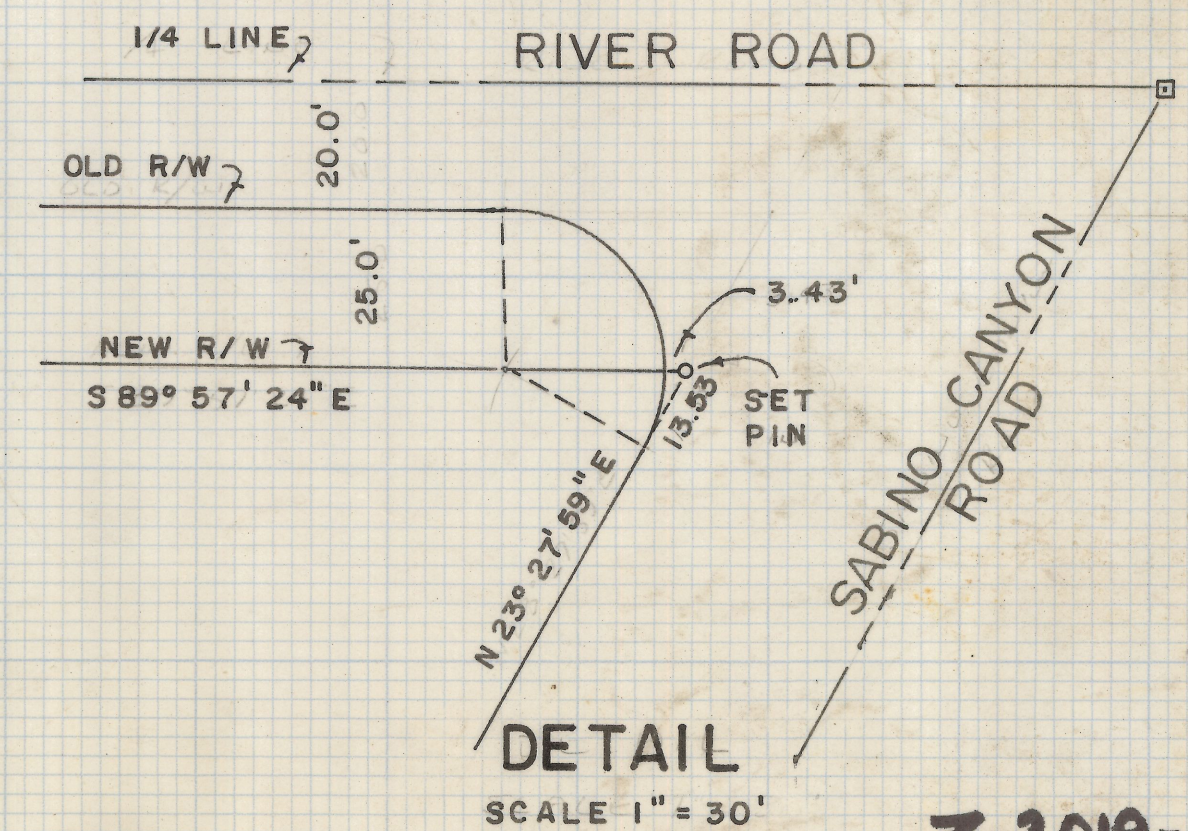 1/4 LINE
RIVER ROAD
20.0'
OLD R/W
25.0'
3.43'
NEW R/W
S 89° 57' 24" E
13.53
SET
PIN
N 23° 27' 59" E
SABINO CANYON
ROAD
DETAIL
SCALE 1" = 30'